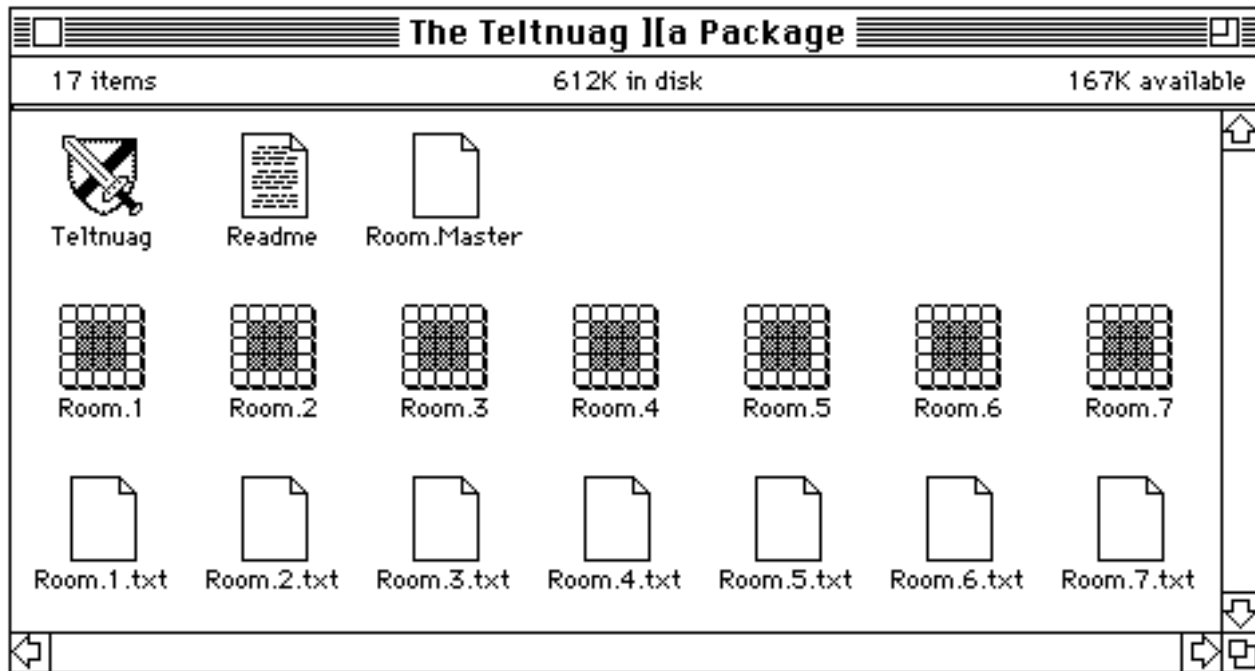 The Teltnuag ][a Package
17 items 612K in disk 167K available
Teltnuag Readme Room.Master
Room.1 Room.2 Room.3 Room.4 Room.5 Room.6 Room.7
Room.1.txt Room.2.txt Room.3.txt Room.4.txt Room.5.txt Room.6.txt Room.7.txt